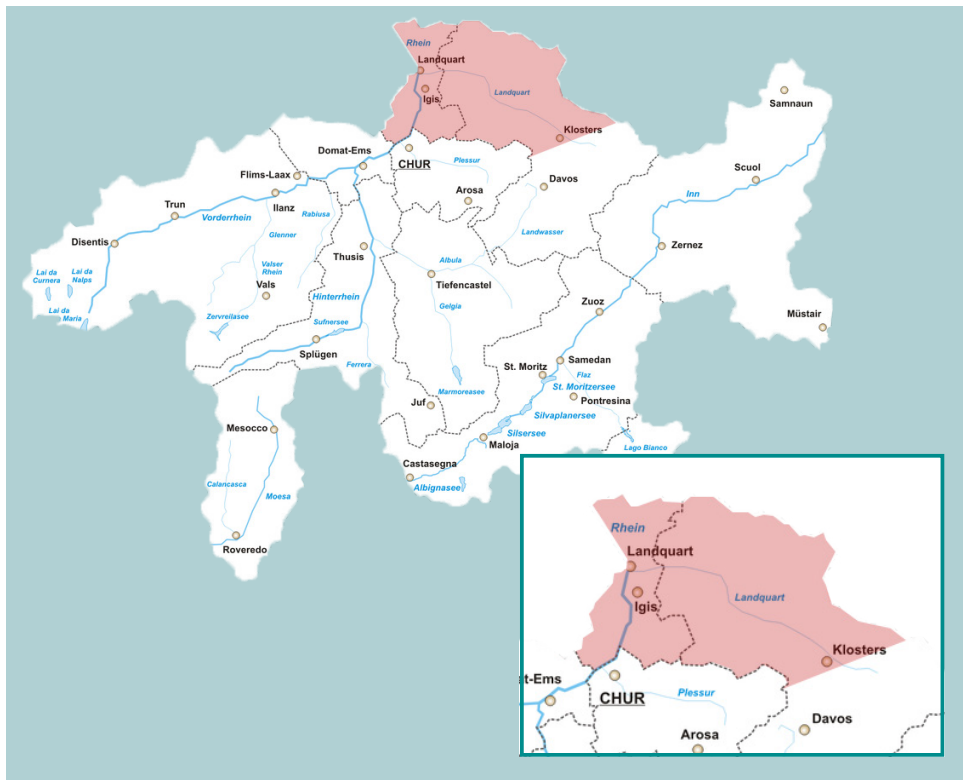 Rhein
Landquart
Igis
Landquart
Klosters
Samnaun
Domat-Ems
CHUR
Plessur
Flims-Laax
Arosa
Davos
Scuol
Inn
Trun
Ilanz
Vorderrhein
Rabiusa
Glenner
Landwasser
Disentis
Thusis
Albula
Zernez
Lai da
Curnera
Lai da
Nalps
Valser
Rhein
Vals
Tiefencastel
Hinterrhein
Gelgia
Zuoz
Lai da
Maria
Zervreilasee
Sufnersee
Müstair
Splügen
Ferrera
Samedan
St. Moritz
Flaz
St. Moritzersee
Marmoreasee
Pontresina
Juf
Silvaplanersee
Mesocco
Silsersee
Maloja
Lago Bianco
Castasegna
Calancasca
Albignasee
Moesa
Roveredo
Rhein
Landquart
Igis
Landquart
Klosters
t-Ems
CHUR
Plessur
Davos
Arosa